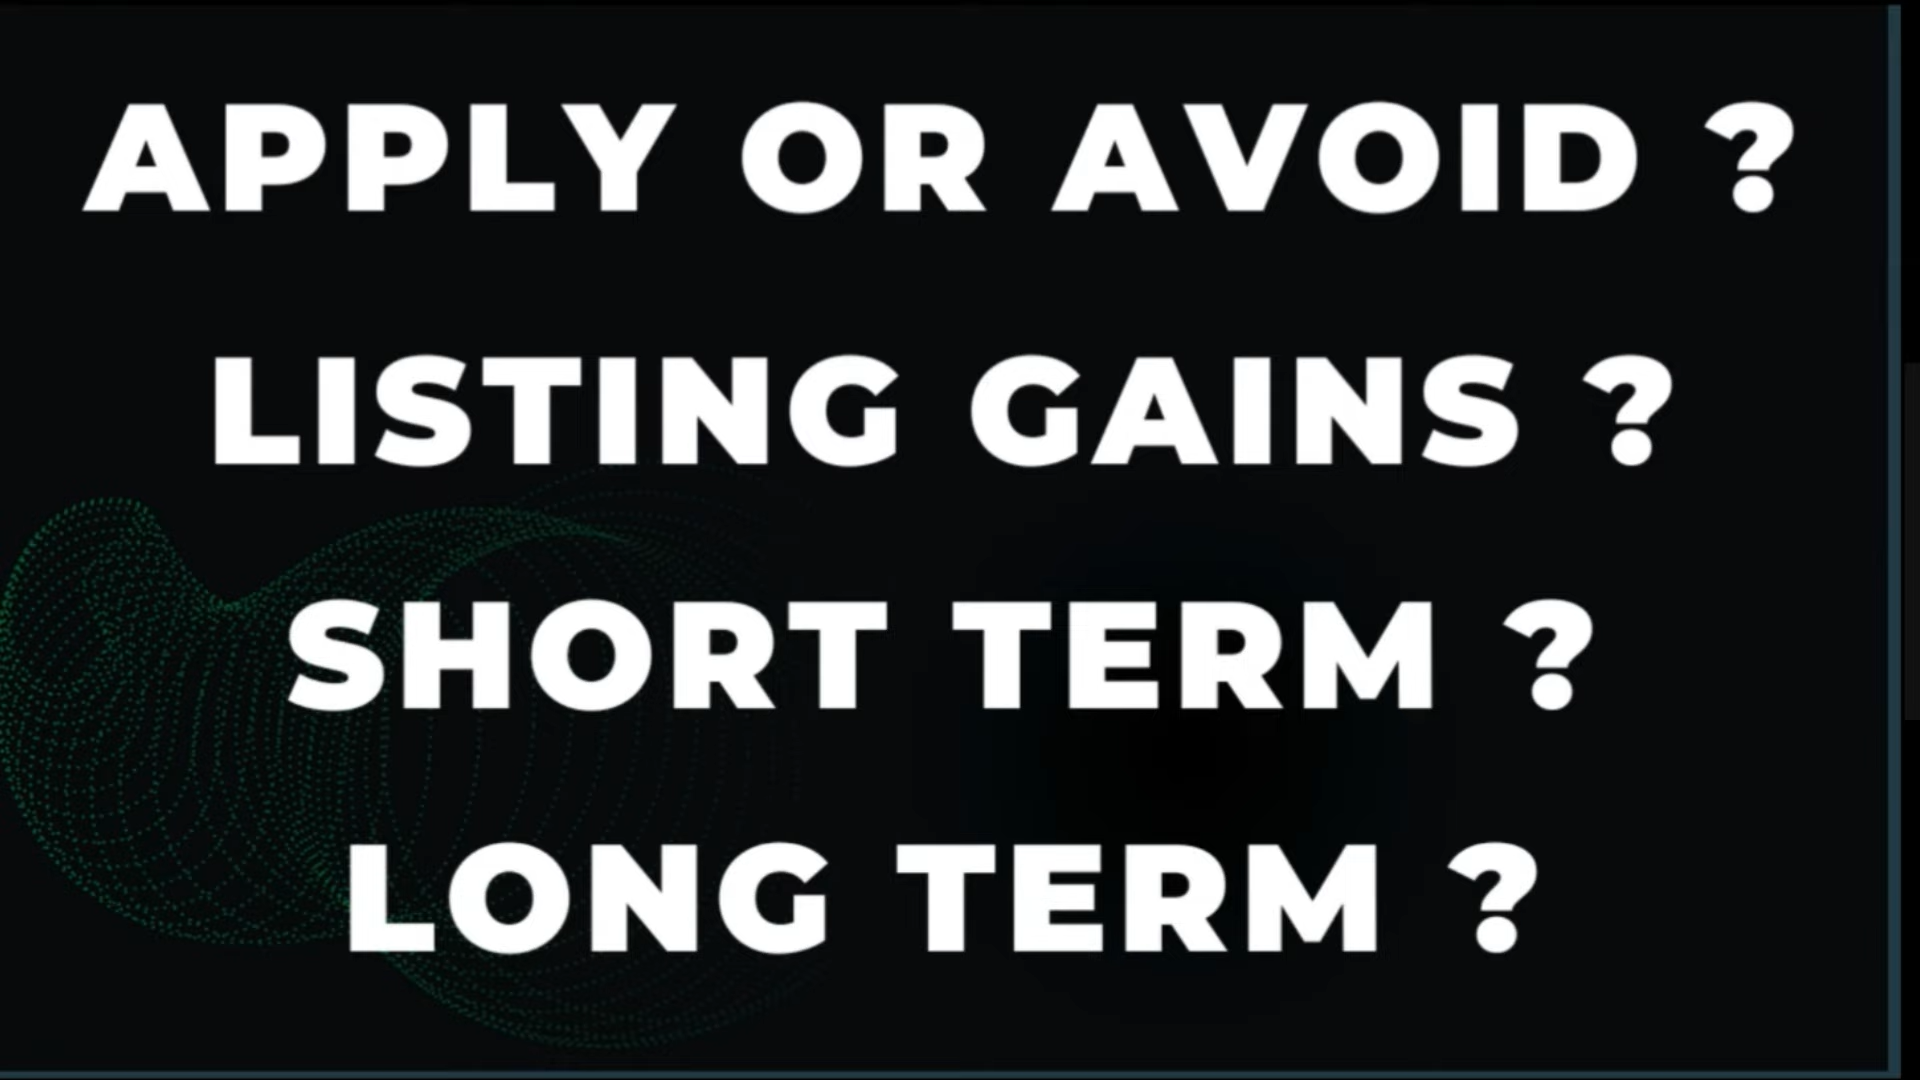 APPLY OR AVOID ?
LISTING GAINS ?
SHORT TERM ?
LONG TERM ?